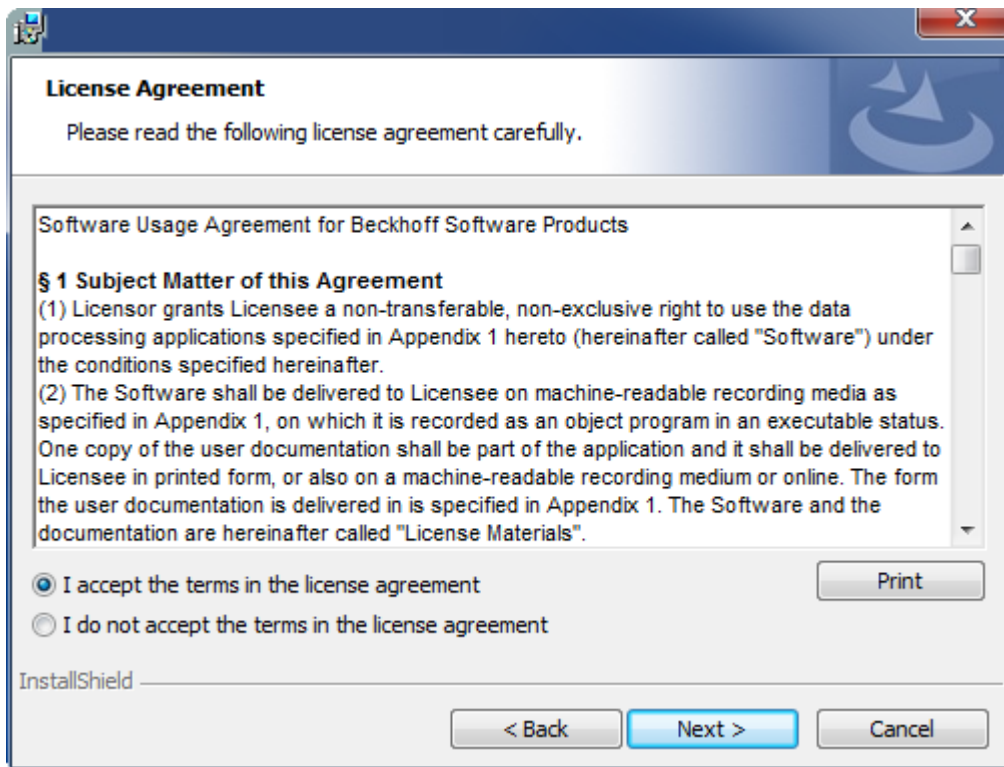 License Agreement
Please read the following license agreement carefully.
Software Usage Agreement for Beckhoff Software Products
§ 1 Subject Matter of this Agreement
(1) Licensor grants Licensee a non-transferable, non-exclusive right to use the data
processing applications specified in Appendix 1 hereto (hereinafter called "Software") under
the conditions specified hereinafter.
(2) The Software shall be delivered to Licensee on machine-readable recording media as
specified in Appendix 1, on which it is recorded as an object program in an executable status.
One copy of the user documentation shall be part of the application and it shall be delivered to
Licensee in printed form, or also on a machine-readable recording medium or online. The form
the user documentation is delivered in is specified in Appendix 1. The Software and the
documentation are hereinafter called "License Materials".
I accept the terms in the license agreement
Print
I do not accept the terms in the license agreement
InstallShield
< Back
Next >
Cancel